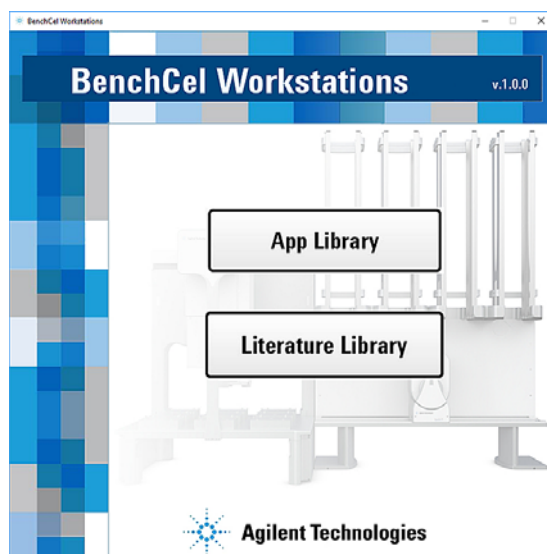 BenchCel Workstations
BenchCel Workstations
v.1.0.0
App Library
Literature Library
Agilent Technologies